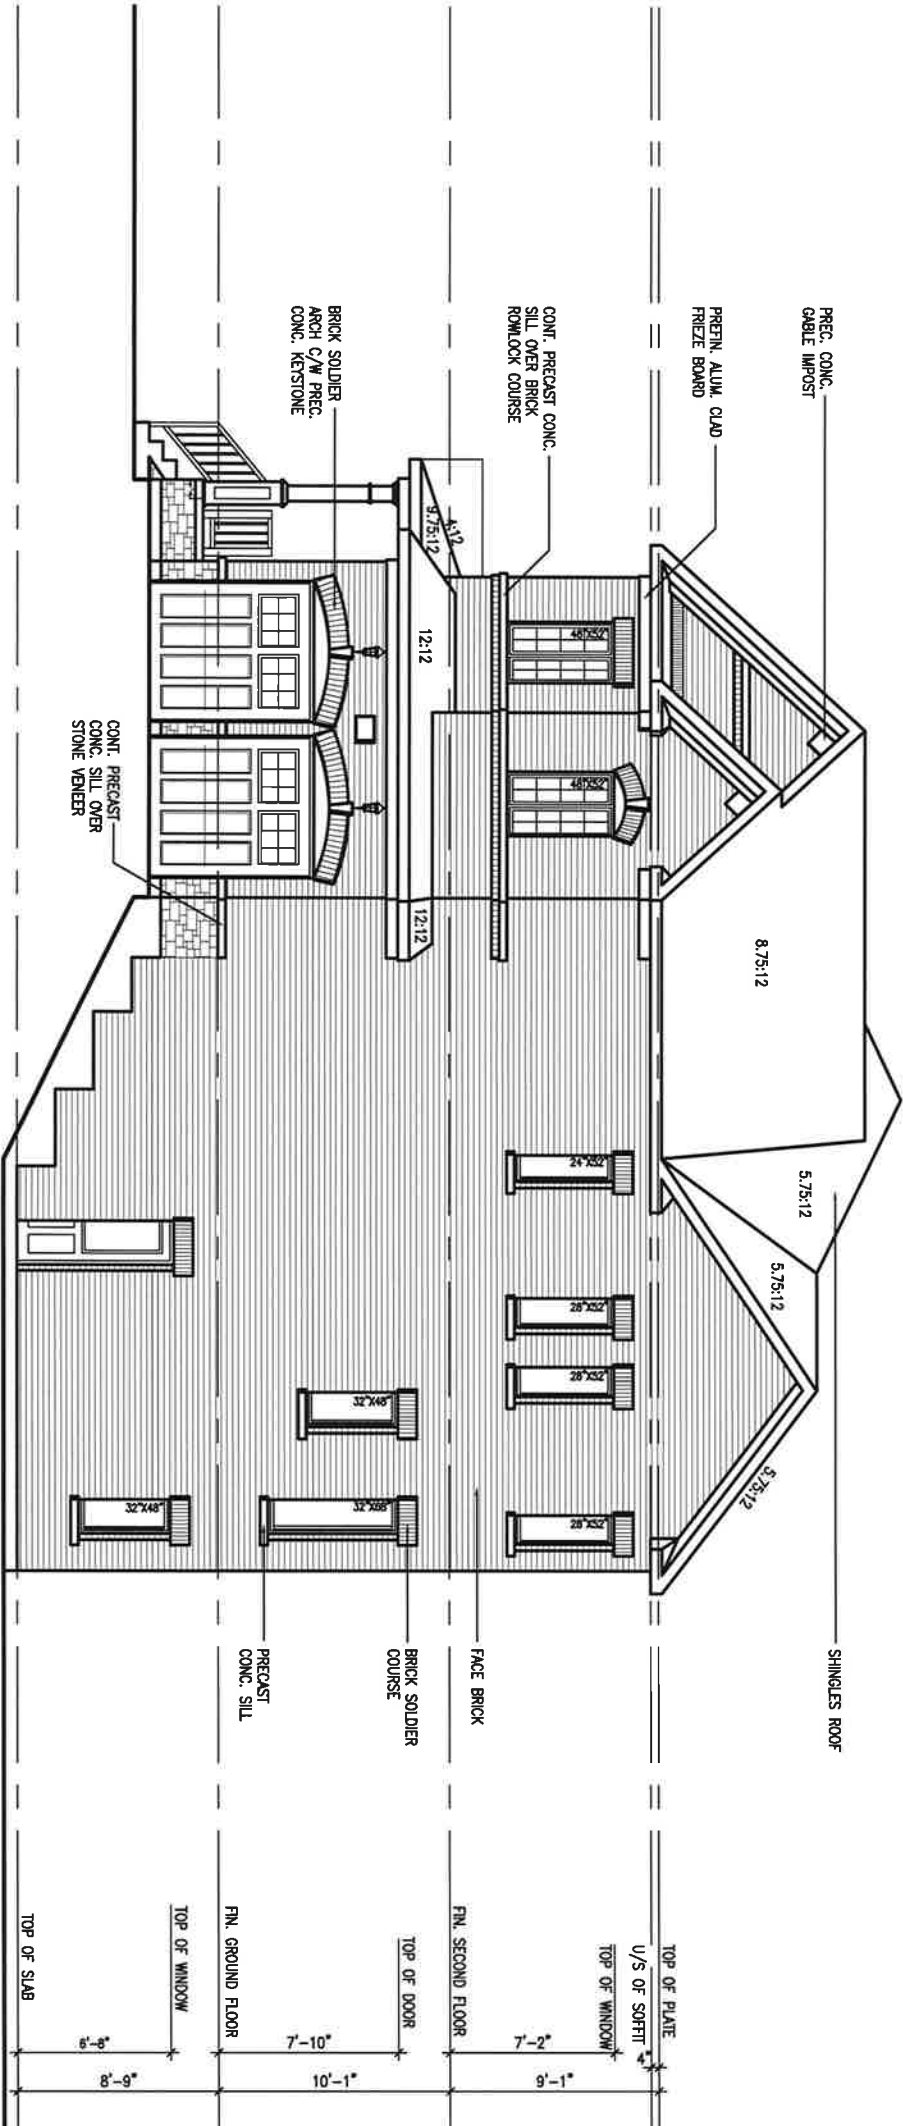 PREC. CONC.
GABLE IMPOST
PREFIN. ALUM. CLAD
FRIEZE BOARD
CONT. PRECAST CONC.
SILL OVER BRICK
ROWLOCK COURSE
BRICK SOLDIER
ARCH C/W PREC.
CONC. KEYSTONE
CONT. PRECAST
CONC. SILL OVER
STONE VENEER
4:12
9.75:12
12:12
12:12
48"X52"
48"X52"
8.75:12
5.75:12
5.75:12
5.75:12
24"X52"
28"X52"
28"X52"
28"X52"
32"X48"
32"X68"
32"X48"
SHINGLES ROOF
FACE BRICK
BRICK SOLDIER
COURSE
PRECAST
CONC. SILL
TOP OF PLATE
U/S OF SOFFIT
TOP OF WINDOW
FIN. SECOND FLOOR
TOP OF DOOR
FIN. GROUND FLOOR
TOP OF WINDOW
TOP OF SLAB
4"
7'-2"
7'-10"
6'-8"
9'-1"
10'-1"
8'-9"